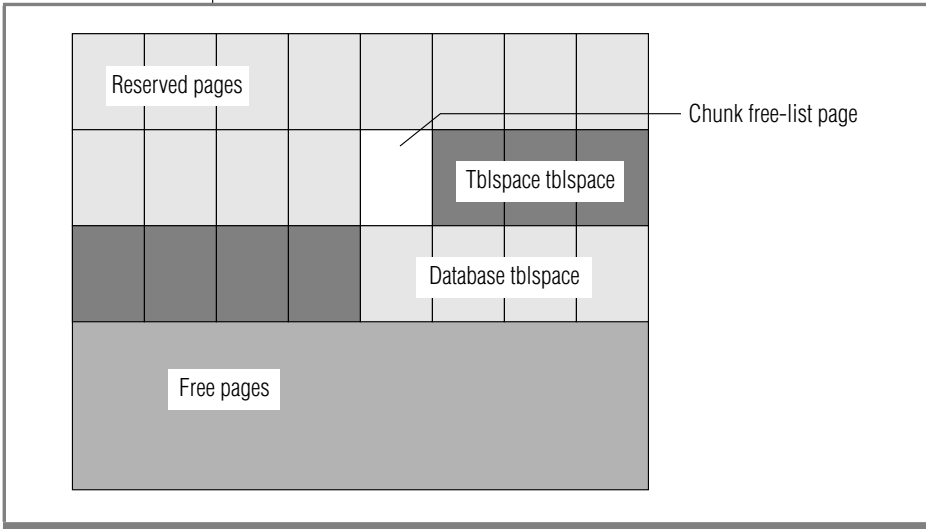 Reserved pages
Chunk free-list page
Tblspace tblspace
Database tblspace
Free pages